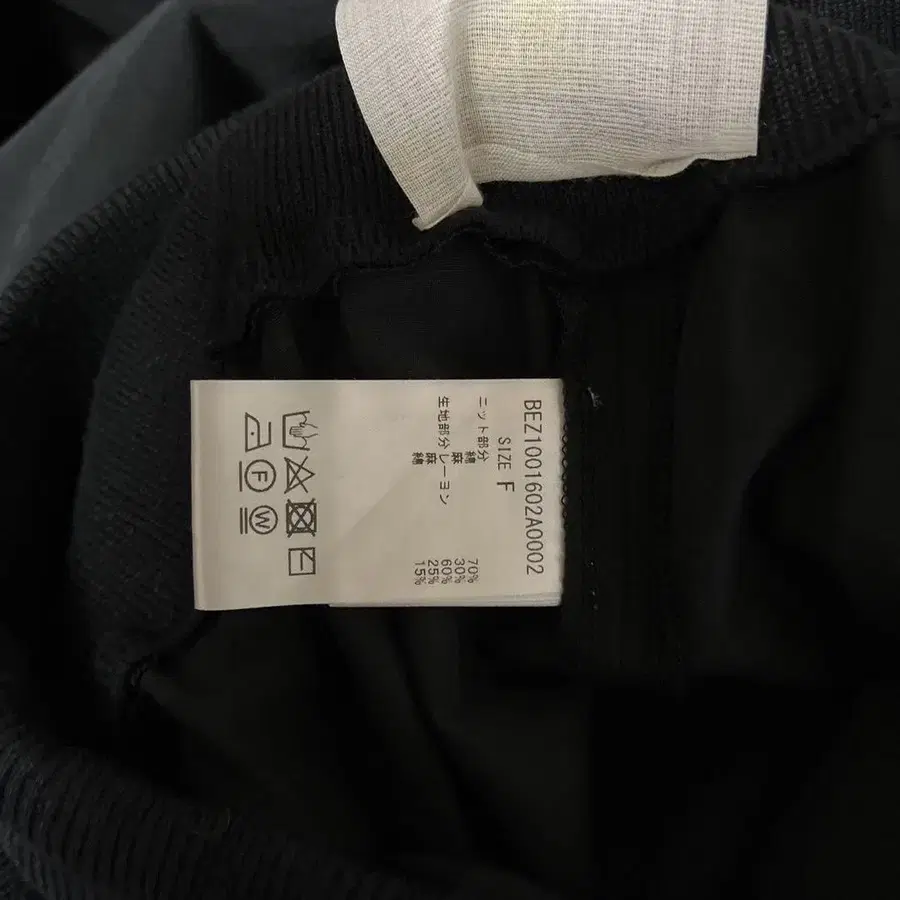 BEZ1001602A0002
SIZE F
ニット部分
綿 70%
麻 30%
生地部分 レーヨン 60%
麻 25%
綿 15%
F W